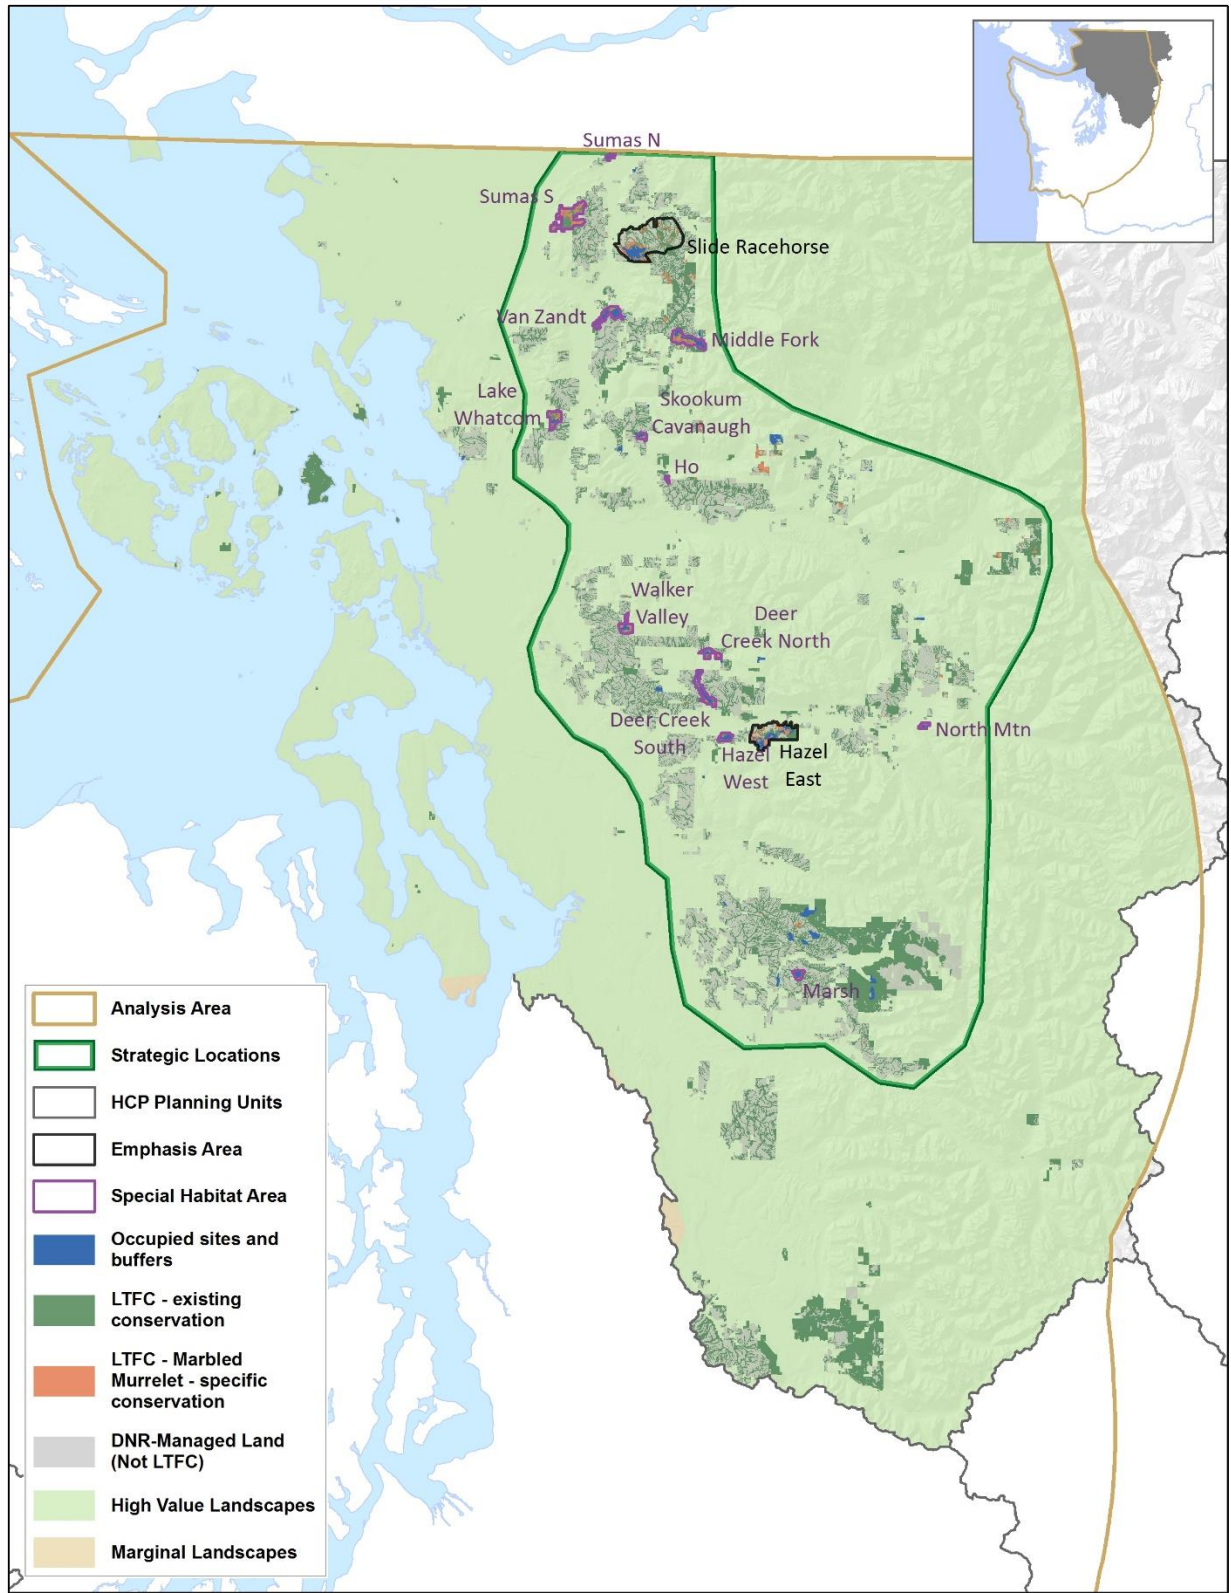 Sumas N
Sumas S
Slide Racehorse
Van Zandt
Middle Fork
Lake
Whatcom
Skookum
Cavanaugh
Ho
Walker
Valley
Deer
Creek North
Deer Creek
South
Hazel
West
Hazel
East
North Mtn
Marsh
Analysis Area
Strategic Locations
HCP Planning Units
Emphasis Area
Special Habitat Area
Occupied sites and
buffers
LTFC - existing
conservation
LTFC - Marbled
Murrelet - specific
conservation
DNR-Managed Land
(Not LTFC)
High Value Landscapes
Marginal Landscapes